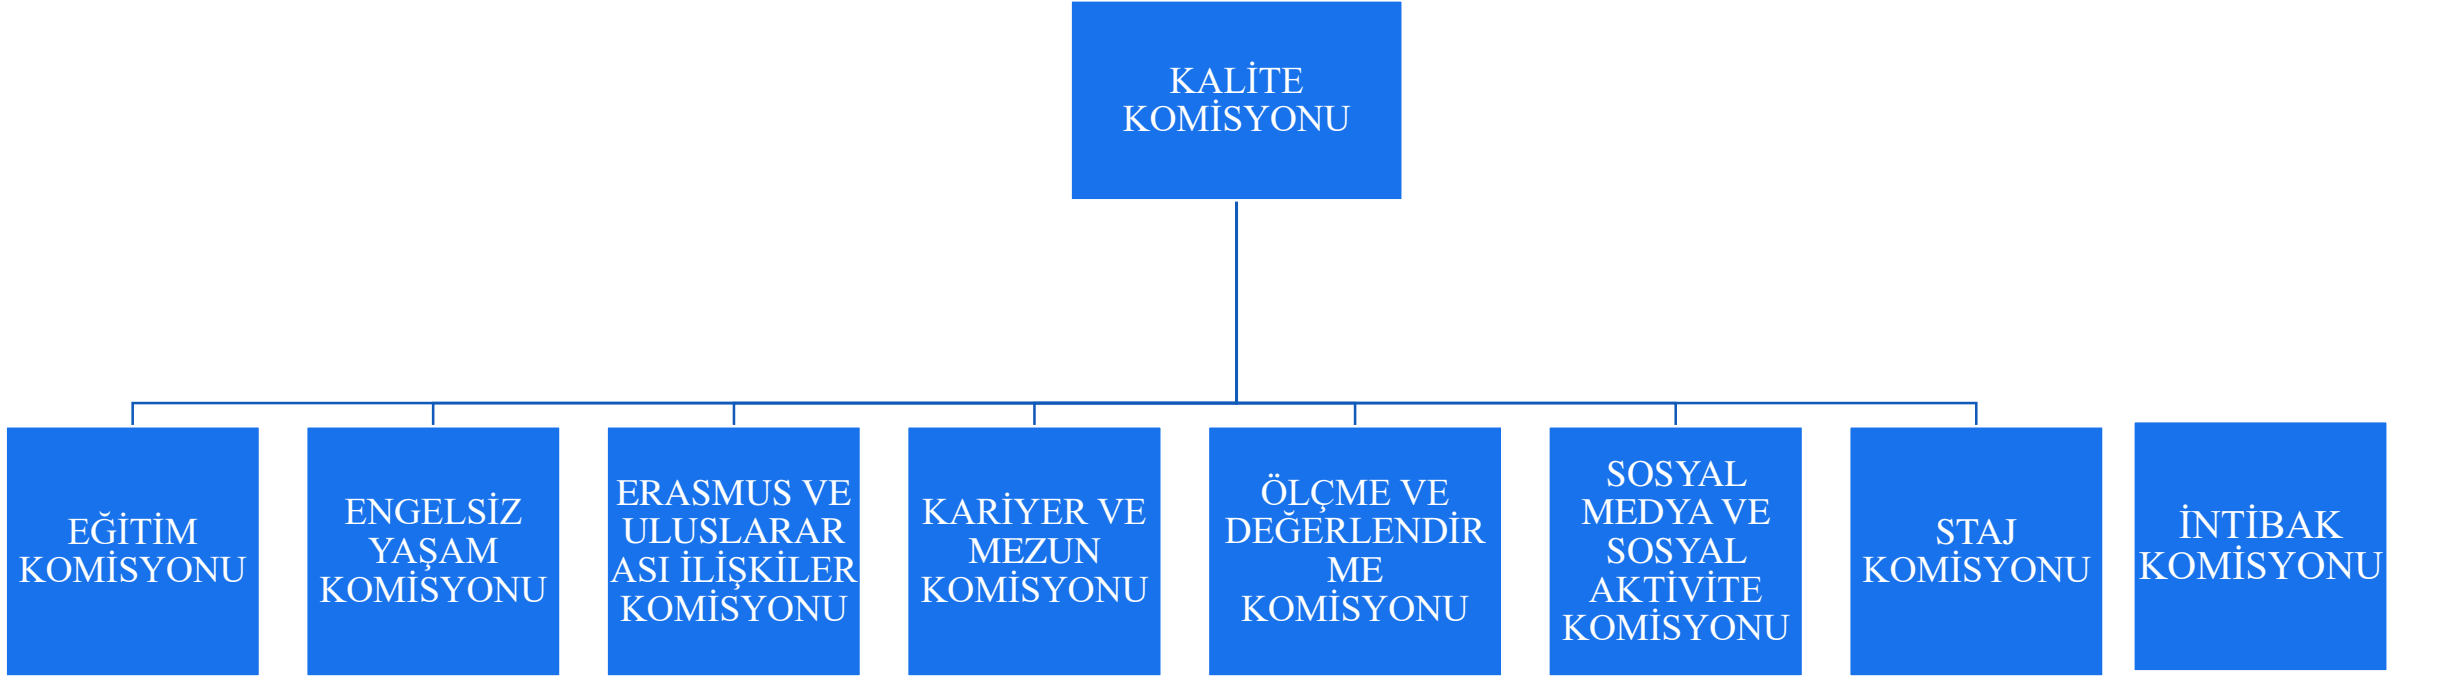 KALİTE
KOMİSYONU
EĞİTİM
KOMİSYONU
ENGELSİZ
YAŞAM
KOMİSYONU
ERASMUS VE
ULUSLARAR
ASI İLİŞKİLER
KOMİSYONU
KARİYER VE
MEZUN
KOMİSYONU
ÖLÇME VE
DEĞERLENDİR
ME
KOMİSYONU
SOSYAL
MEDYA VE
SOSYAL
AKTİVİTE
KOMİSYONU
STAJ
KOMİSYONU
İNTİBAK
KOMİSYONU